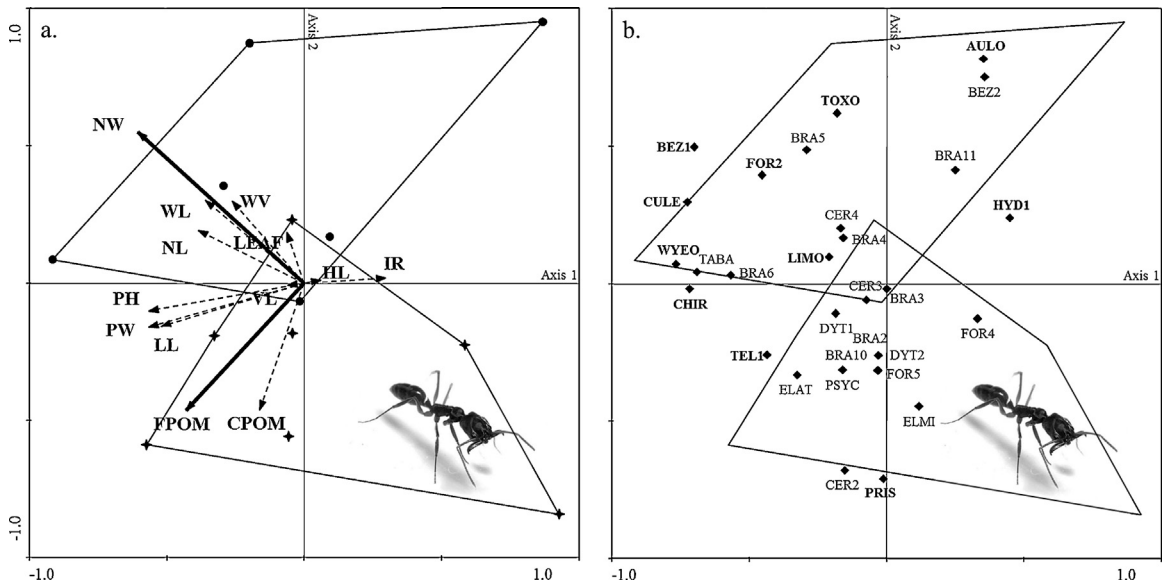 a.
Axis 2
1.0
NW
WV
WL
NL
LEAF
HL
IR
Axis 1
PH
VL
PW
LL
FPOM
CPOM
-1.0
-1.0
1.0
b.
Axis 2
AULO
BEZ2
TOXO
BRA5
BEZ1
FOR2
BRA11
CULE
HYD1
CER4
BRA4
WYEO
TABA
LIMO
BRA6
Axis 1
CHIR
CER3
BRA3
DYT1
FOR4
BRA2
TEL1
BRA10
DYT2
ELAT
PSYC
FOR5
ELMI
CER2
PRIS
-1.0
1.0